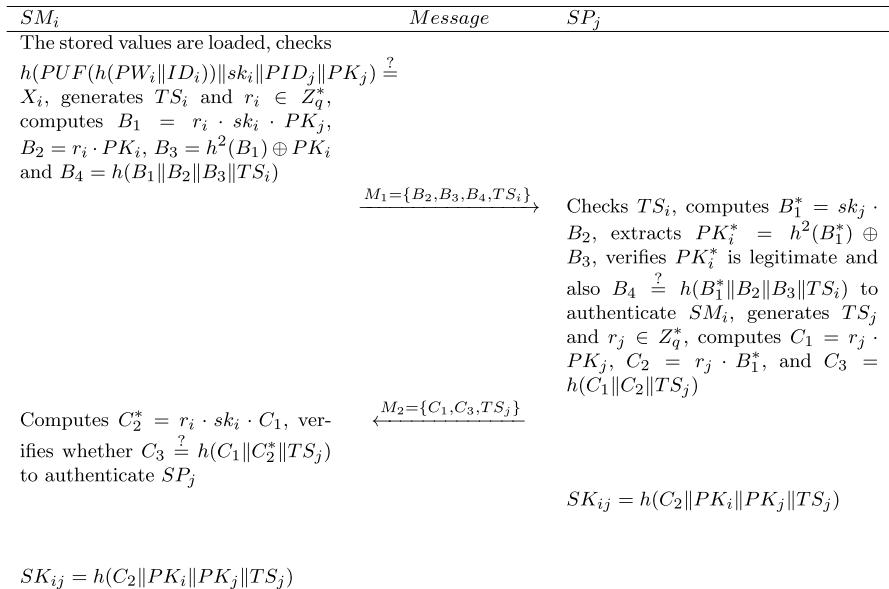 SM_i Message SP_j
The stored values are loaded, checks
h(PUF(h(PW_i‖ID_i))‖sk_i‖PID_j‖PK_j) ≟
X_i, generates TS_i and r_i ∈ Z_q^*,
computes B_1 = r_i · sk_i · PK_j,
B_2 = r_i · PK_i, B_3 = h^2(B_1) ⊕ PK_i
and B_4 = h(B_1‖B_2‖B_3‖TS_i)
M_1={B_2,B_3,B_4,TS_i}
Checks TS_i, computes B_1^* = sk_j ·
B_2, extracts PK_i^* = h^2(B_1^*) ⊕
B_3, verifies PK_i^* is legitimate and
also B_4 ≟ h(B_1^*‖B_2‖B_3‖TS_i) to
authenticate SM_i, generates TS_j
and r_j ∈ Z_q^*, computes C_1 = r_j ·
PK_j, C_2 = r_j · B_1^*, and C_3 =
h(C_1‖C_2‖TS_j)
M_2={C_1,C_3,TS_j}
Computes C_2^* = r_i · sk_i · C_1, ver-
ifies whether C_3 ≟ h(C_1‖C_2^*‖TS_j)
to authenticate SP_j
SK_ij = h(C_2‖PK_i‖PK_j‖TS_j)
SK_ij = h(C_2‖PK_i‖PK_j‖TS_j)